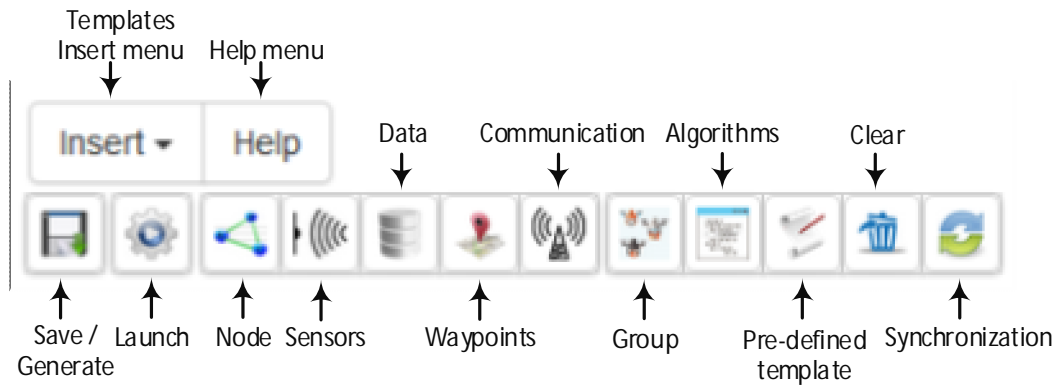 Templates
Insert menu
Help menu
Insert
Help
Data
Communication
Algorithms
Clear
Save /
Generate
Launch
Node
Sensors
Waypoints
Group
Pre-defined
template
Synchronization